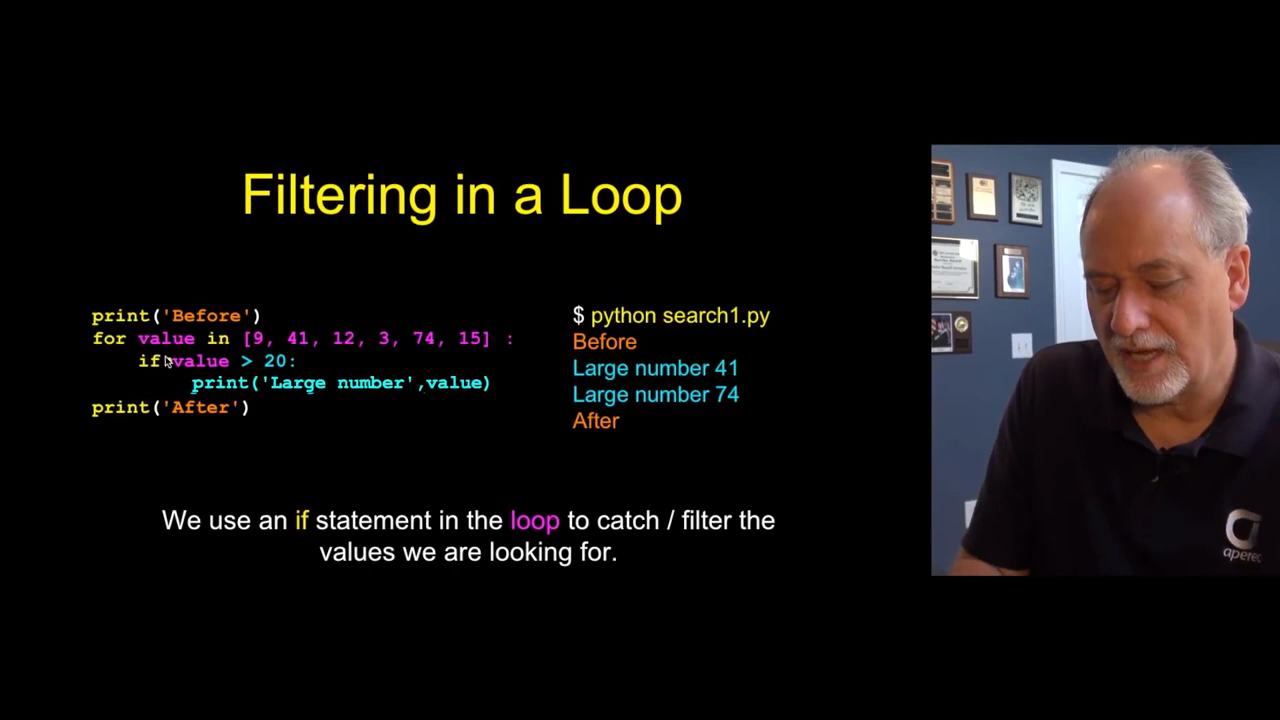 Filtering in a Loop
print('Before')
for value in [9, 41, 12, 3, 74, 15] :
if value > 20:
print('Large number',value)
print('After')
$ python search1.py
Before
Large number 41
Large number 74
After
We use an if statement in the loop to catch / filter the
values we are looking for.
aperec